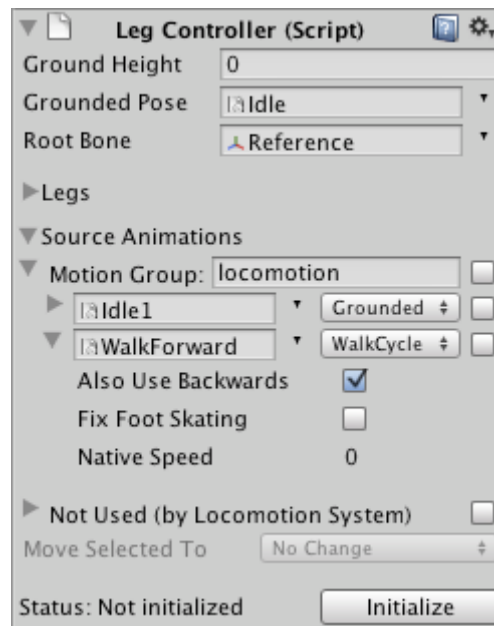 Leg Controller (Script)
Ground Height 0
Grounded Pose Idle
Root Bone Reference
Legs
Source Animations
Motion Group: locomotion
Idle1 Grounded
WalkForward WalkCycle
Also Use Backwards
Fix Foot Skating
Native Speed 0
Not Used (by Locomotion System)
Move Selected To No Change
Status: Not initialized Initialize